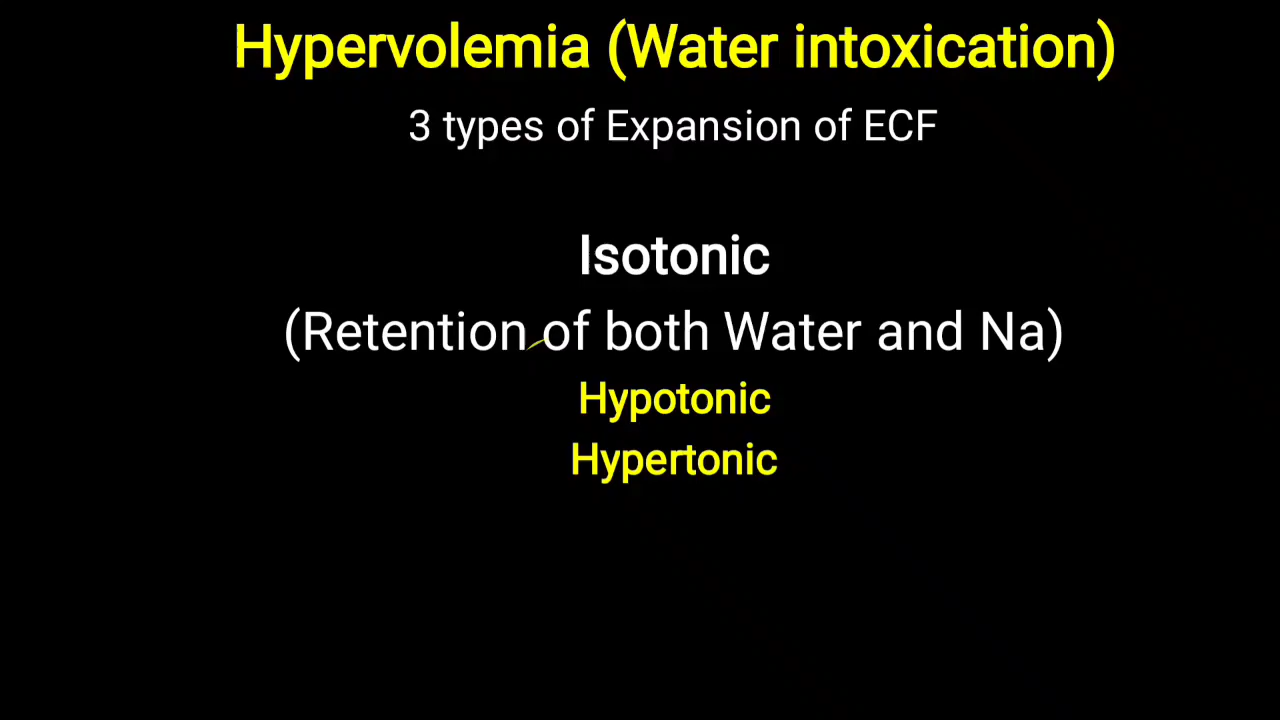 Hypervolemia (Water intoxication)
3 types of Expansion of ECF
Isotonic
(Retention of both Water and Na)
Hypotonic
Hypertonic